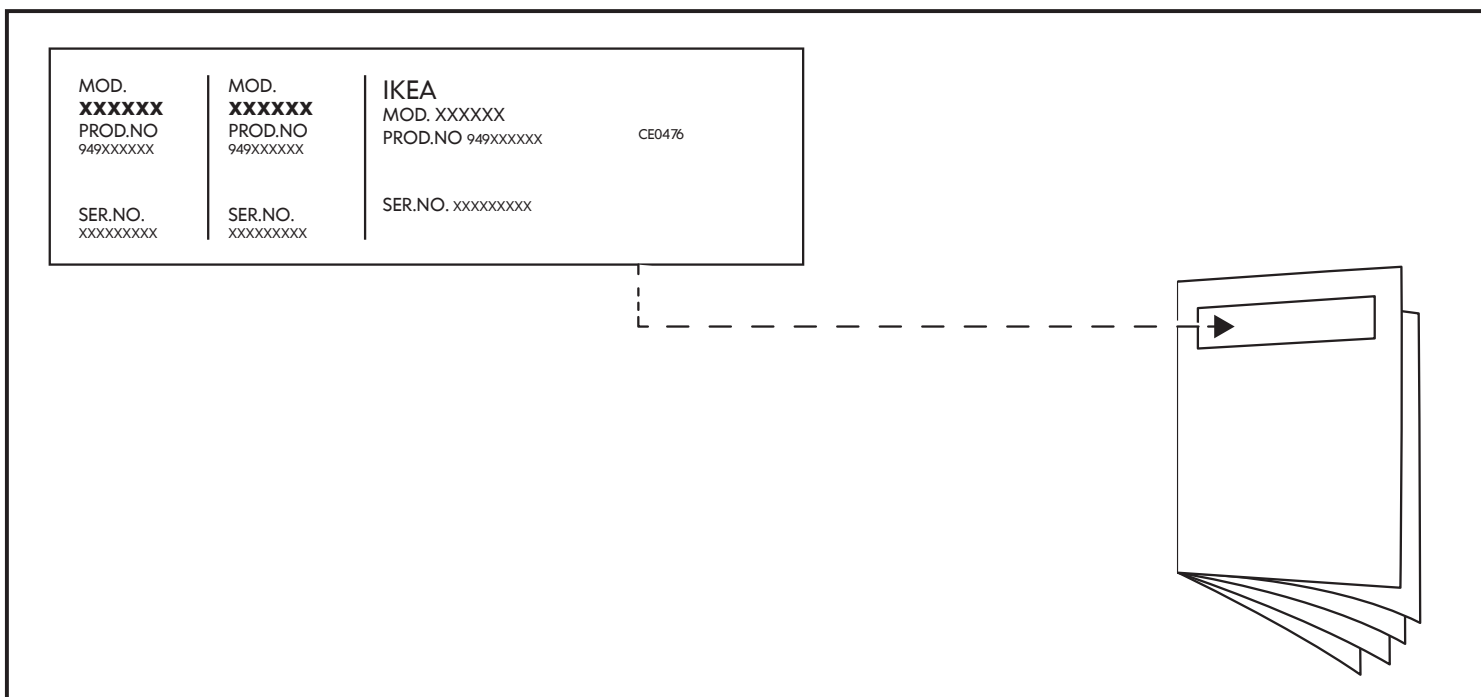 MOD.
XXXXXX
PROD.NO
949XXXXXX
SER.NO.
XXXXXXXXX
MOD.
XXXXXX
PROD.NO
949XXXXXX
SER.NO.
XXXXXXXXX
IKEA
MOD. XXXXXX
PROD.NO 949XXXXXX
CE0476
SER.NO. XXXXXXXXX